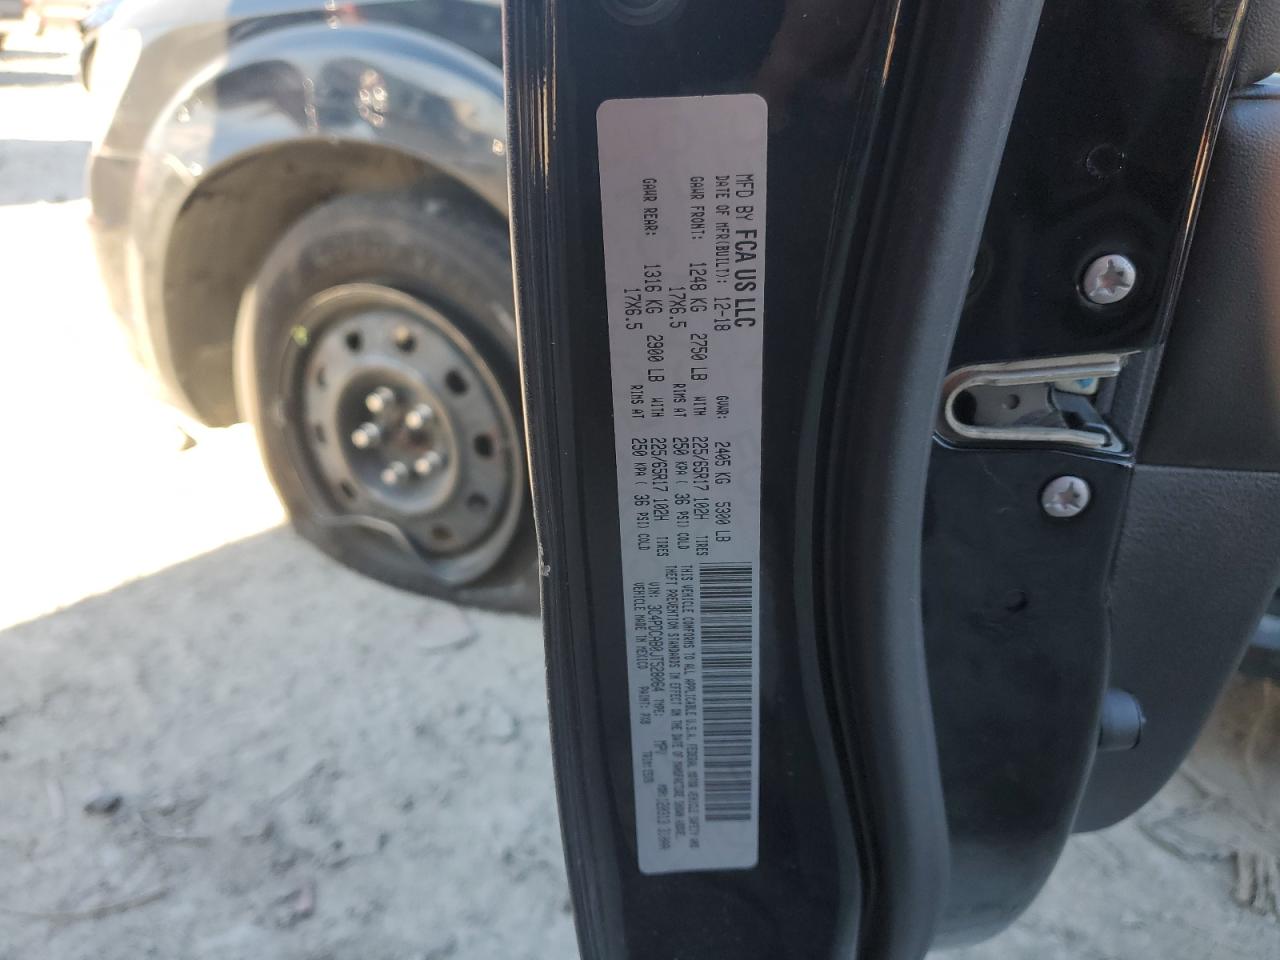 MFD BY FCA US LLC
DATE OF MFR(BUILT): 12-18 GVWR: 2405 KG 5300 LB
GAWR FRONT: 1248 KG 2750 LB WITH 225/65R17 102H TIRES
17X6.5 RIMS AT 250 KPA ( 36 PSI) COLD
GAWR REAR: 1316 KG 2900 LB WITH 225/65R17 102H TIRES
17X6.5 RIMS AT 250 KPA ( 36 PSI) COLD
THIS VEHICLE CONFORMS TO ALL APPLICABLE U.S.A. FEDERAL MOTOR VEHICLE SAFETY AND
THEFT PREVENTION STANDARDS IN EFFECT ON THE DATE OF MANUFACTURE SHOWN ABOVE.
VIN: 3C4PDCAB0JT528064 TYPE: MPV
VEHICLE MADE IN MEXICO PAINT: PX8